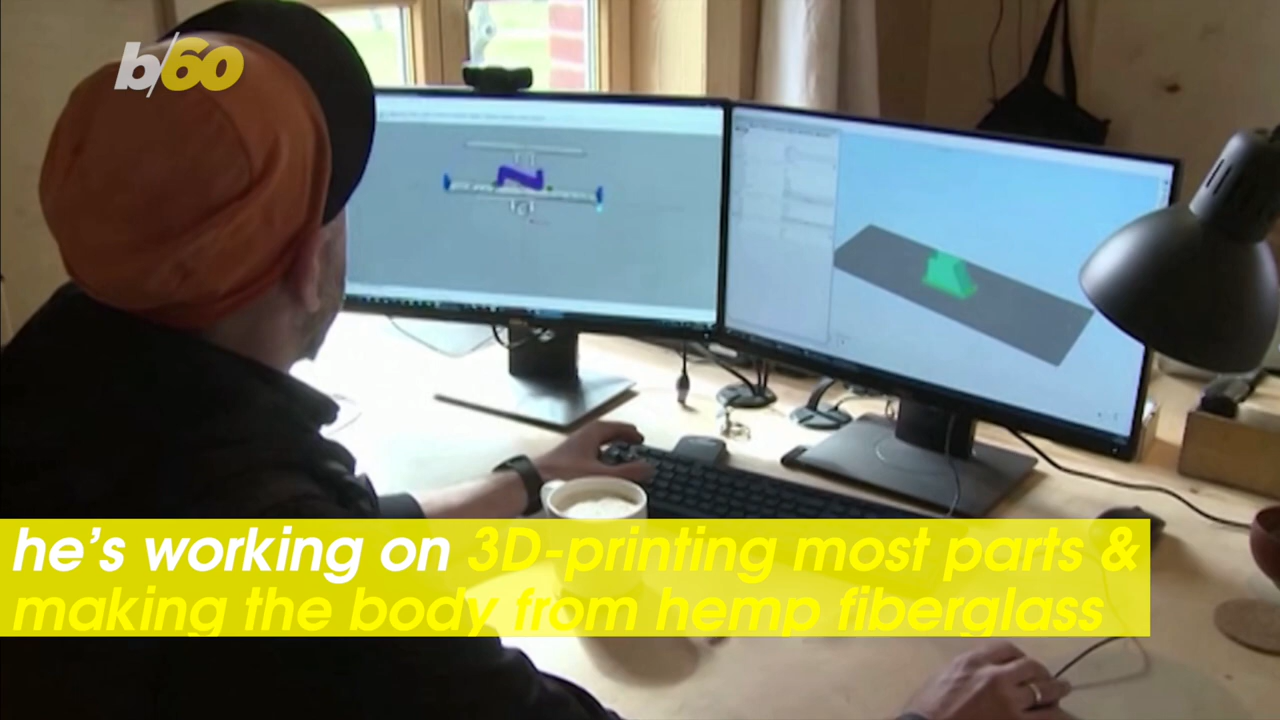 b/60
he's working on 3D-printing most parts &
making the body from hemp fiberglass